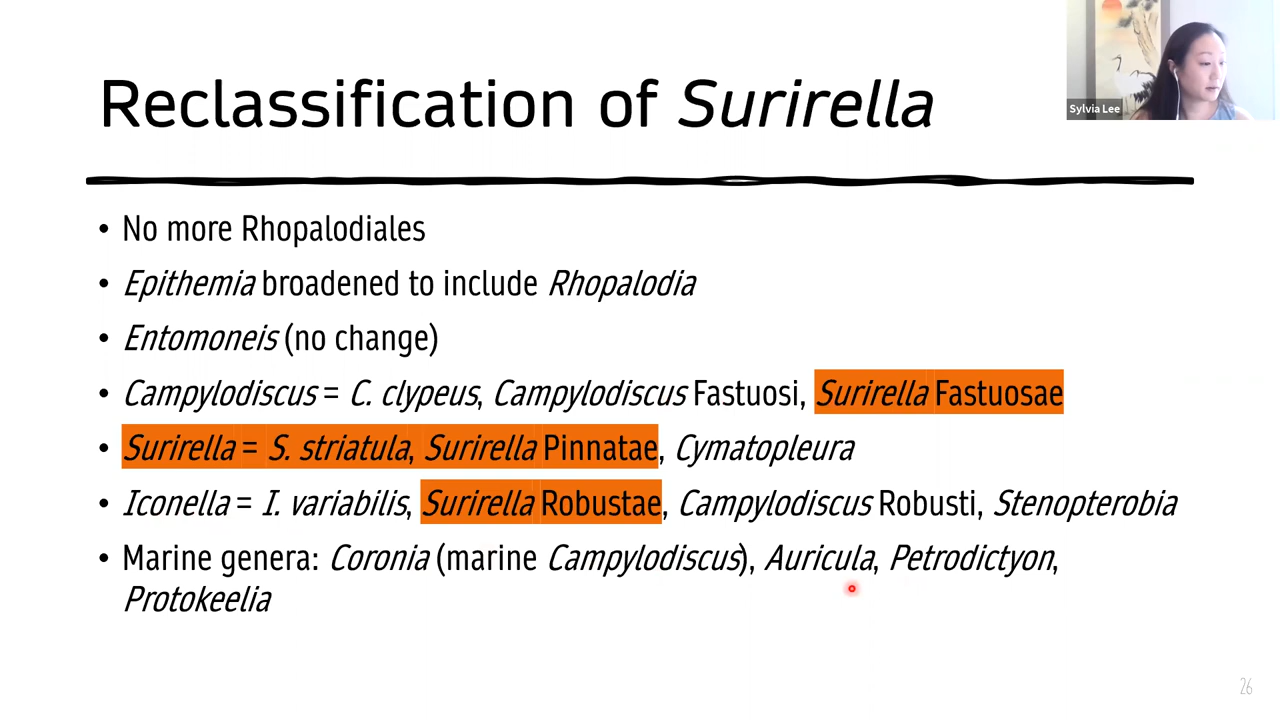 Reclassification of Surirella
Sylvia Lee
• No more Rhopalodiales
• Epithemia broadened to include Rhopalodia
• Entomoneis (no change)
• Campylodiscus = C. clypeus, Campylodiscus Fastuosi, Surirella Fastuosae
• Surirella = S. striatula, Surirella Pinnatae, Cymatopleura
• Iconella = I. variabilis, Surirella Robustae, Campylodiscus Robusti, Stenopterobia
• Marine genera: Coronia (marine Campylodiscus), Auricula, Petrodictyon,
Protokeelia
26